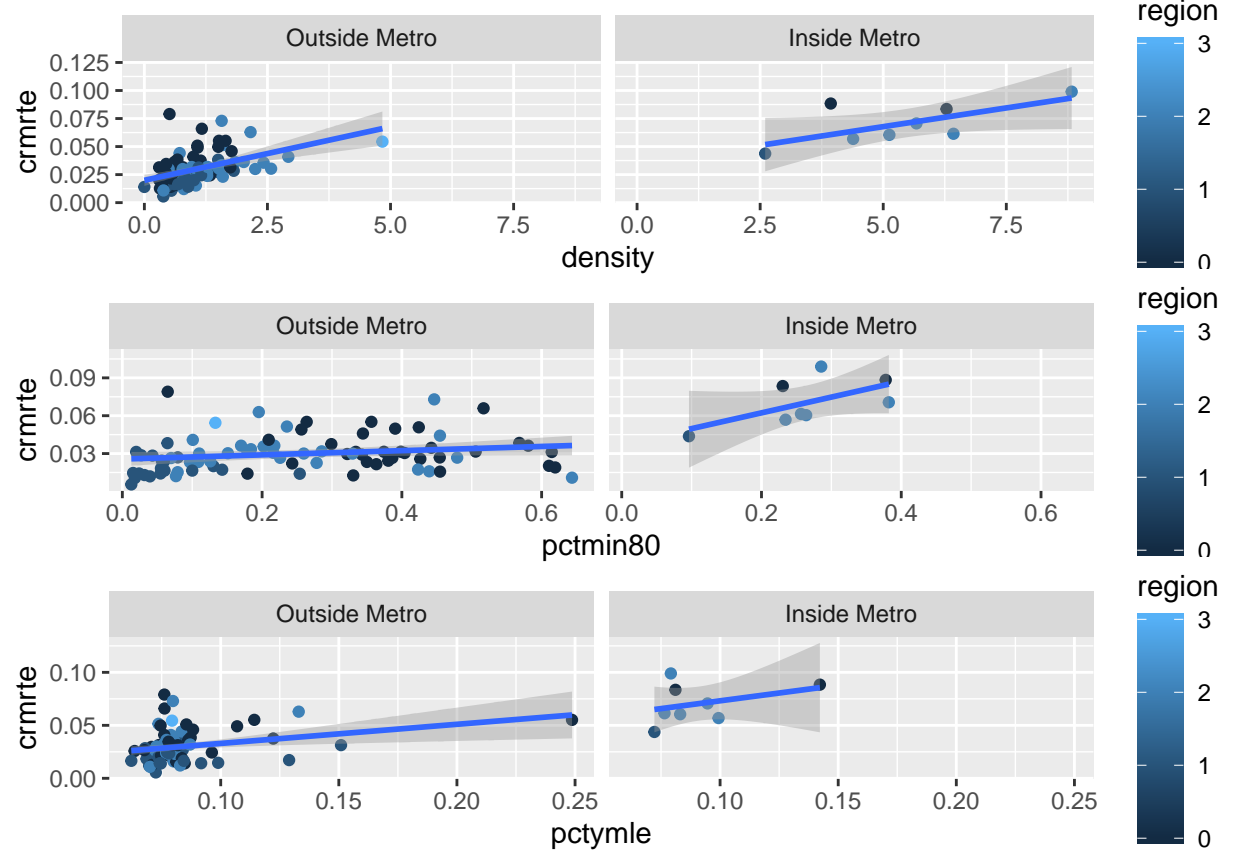 region
Outside Metro Inside Metro
0.125
0.100
0.075
0.050
0.025
0.000
crmrte
0.0 2.5 5.0 7.5 0.0 2.5 5.0 7.5
density
3
2
1
0
region
Outside Metro Inside Metro
0.09
0.06
0.03
crmrte
0.0 0.2 0.4 0.6 0.0 0.2 0.4 0.6
pctmin80
3
2
1
0
region
Outside Metro Inside Metro
0.10
0.05
0.00
crmrte
0.10 0.15 0.20 0.25 0.10 0.15 0.20 0.25
pctymle
3
2
1
0